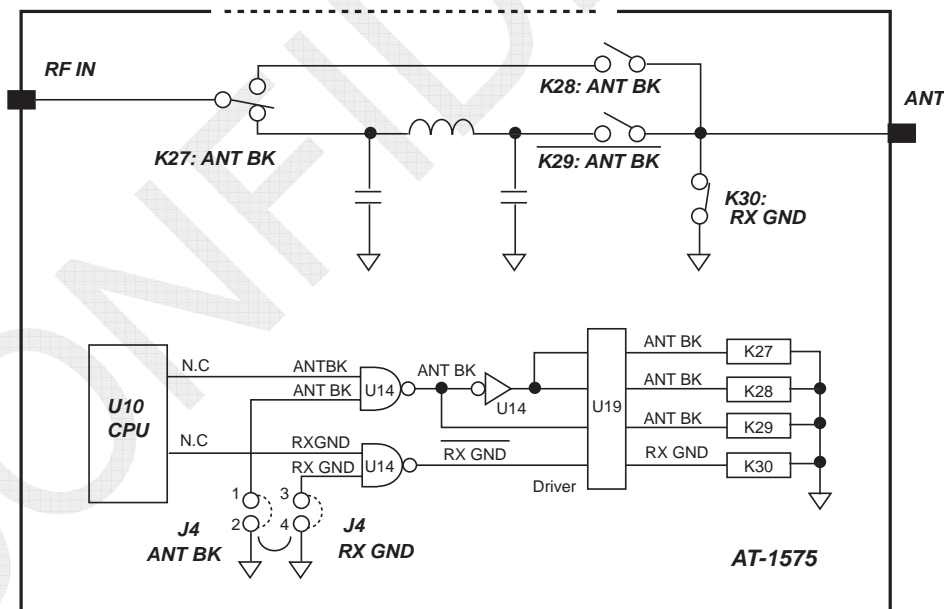 RF IN
K28: ANT BK
ANT
K27: ANT BK
K29: ANT BK
K30:
RX GND
N.C
ANTBK
ANT BK
U14
ANT BK
U14
U10
CPU
N.C
RXGND
RX GND
U14
RX GND
Driver
U19
ANT BK
K27
ANT BK
K28
ANT BK
K29
RX GND
K30
1
2
3
4
J4
ANT BK
J4
RX GND
AT-1575
CONFID